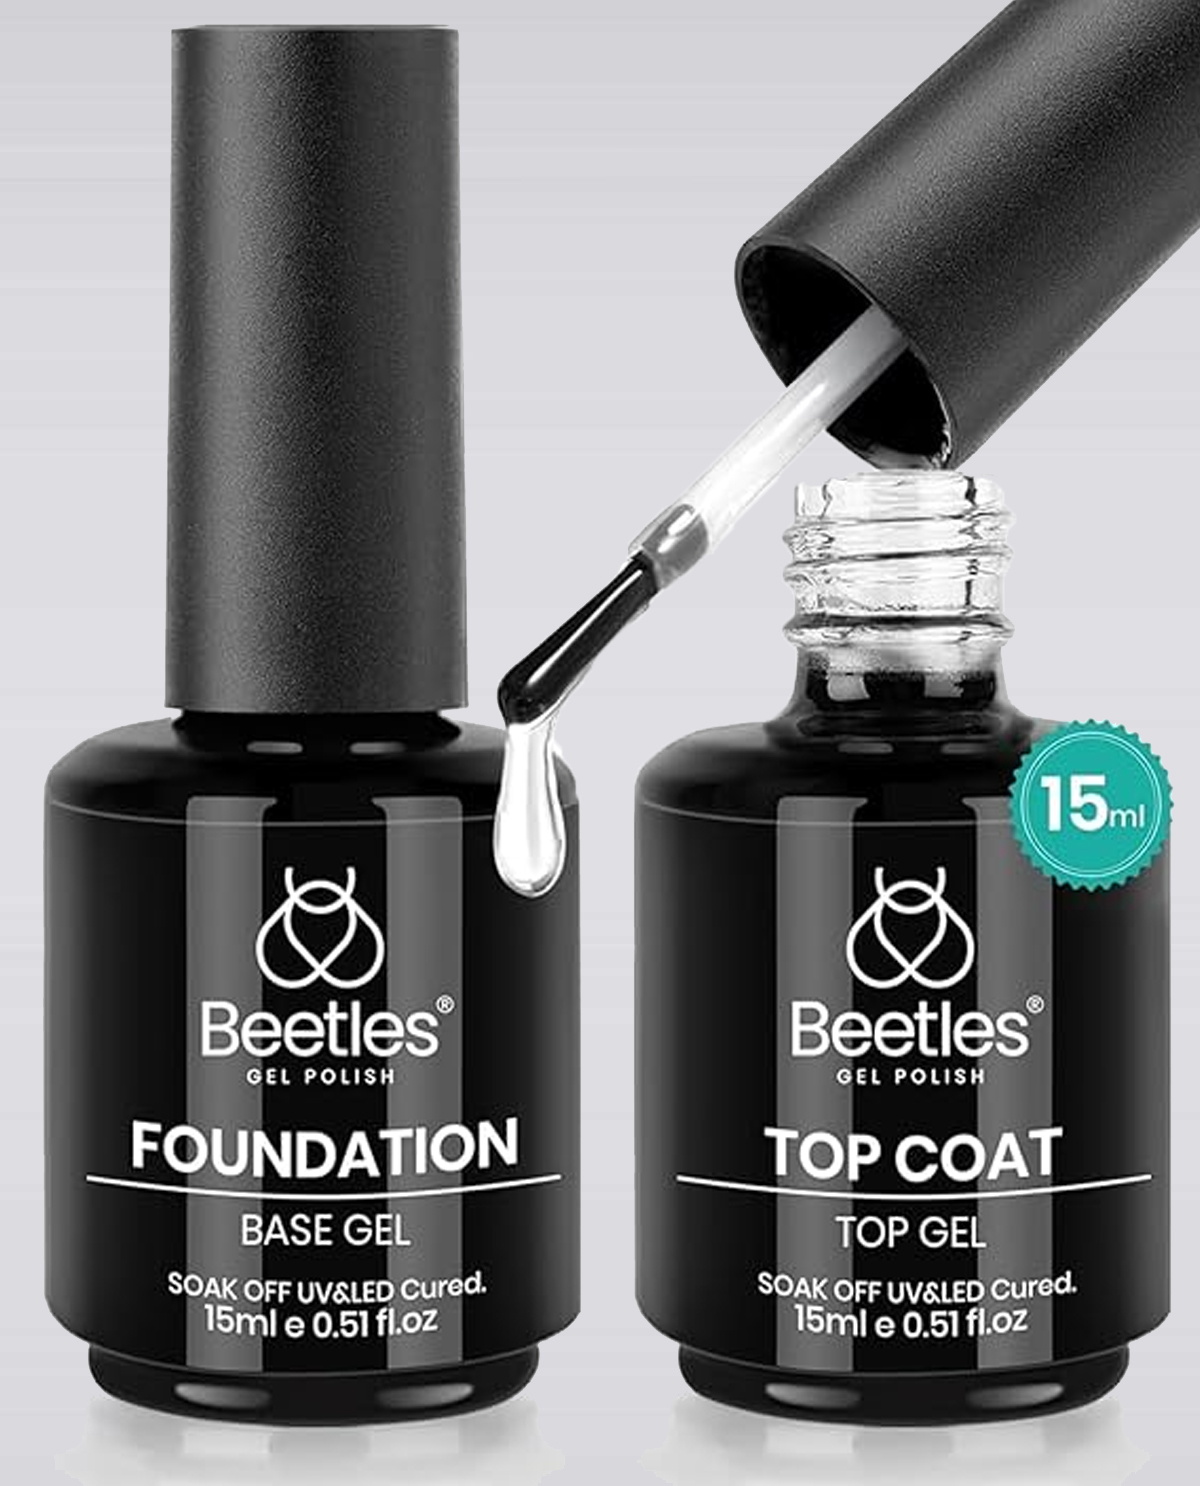 Beetles®
GEL POLISH
FOUNDATION
BASE GEL
SOAK OFF UV&LED Cured.
15ml e 0.51 fl.oz
15ml
Beetles®
GEL POLISH
TOP COAT
TOP GEL
SOAK OFF UV&LED Cured.
15ml e 0.51 fl.oz